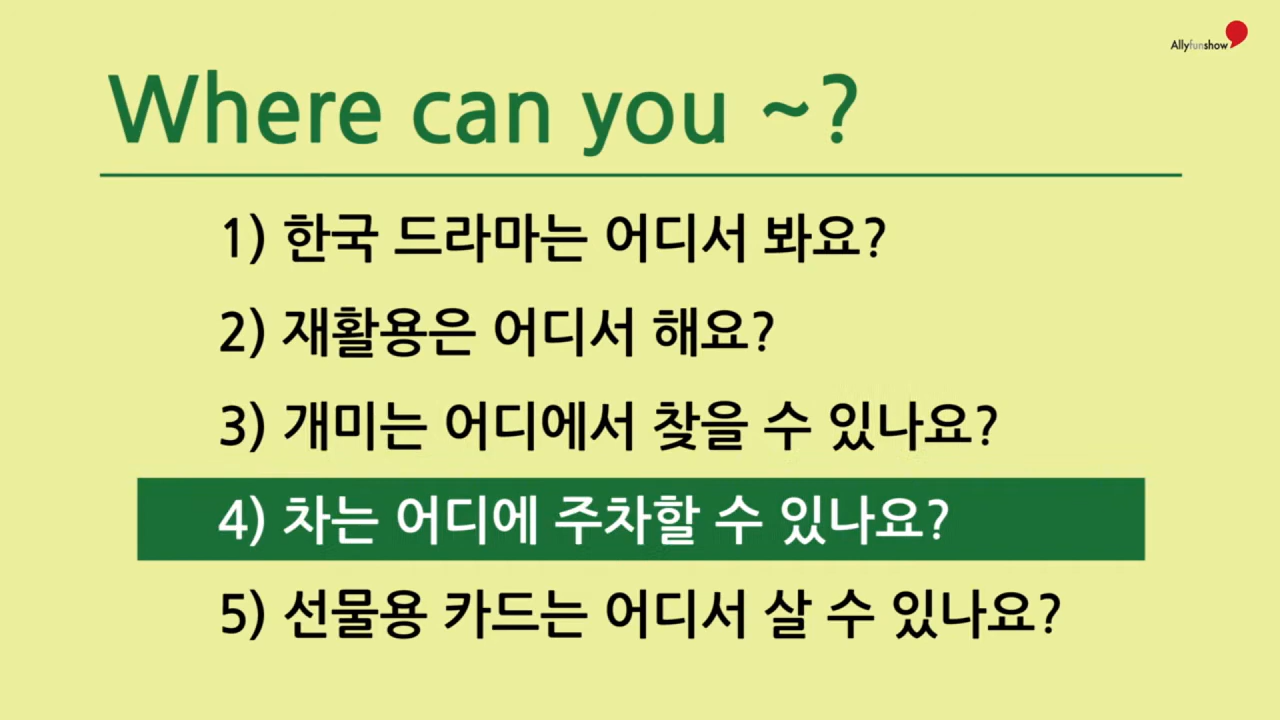 Allyfunshow
Where can you ~?
1) 한국 드라마는 어디서 봐요?
2) 재활용은 어디서 해요?
3) 개미는 어디에서 찾을 수 있나요?
4) 차는 어디에 주차할 수 있나요?
5) 선물용 카드는 어디서 살 수 있나요?